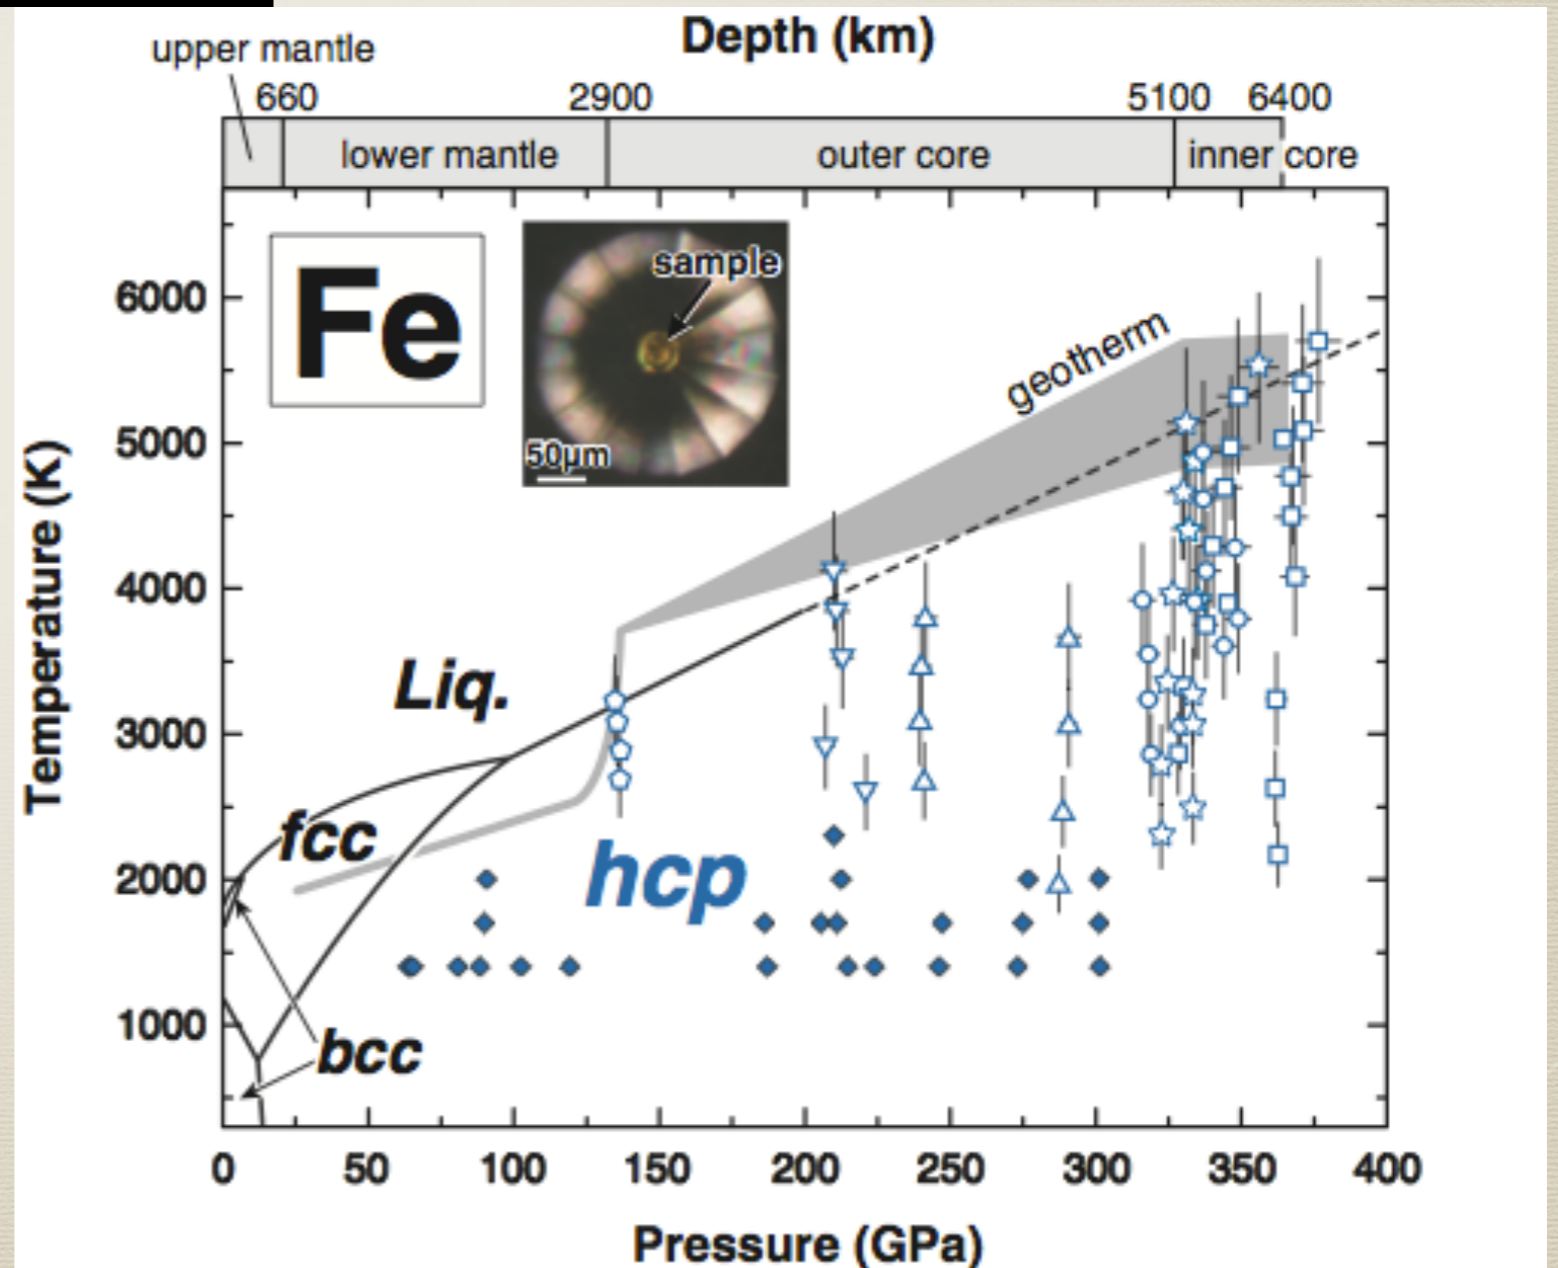 Depth (km)
upper mantle
660 2900 5100 6400
lower mantle outer core inner core
Fe
sample
50µm
geotherm
6000
5000
4000
3000
2000
1000
Temperature (K)
Liq.
fcc
hcp
bcc
0 50 100 150 200 250 300 350 400
Pressure (GPa)